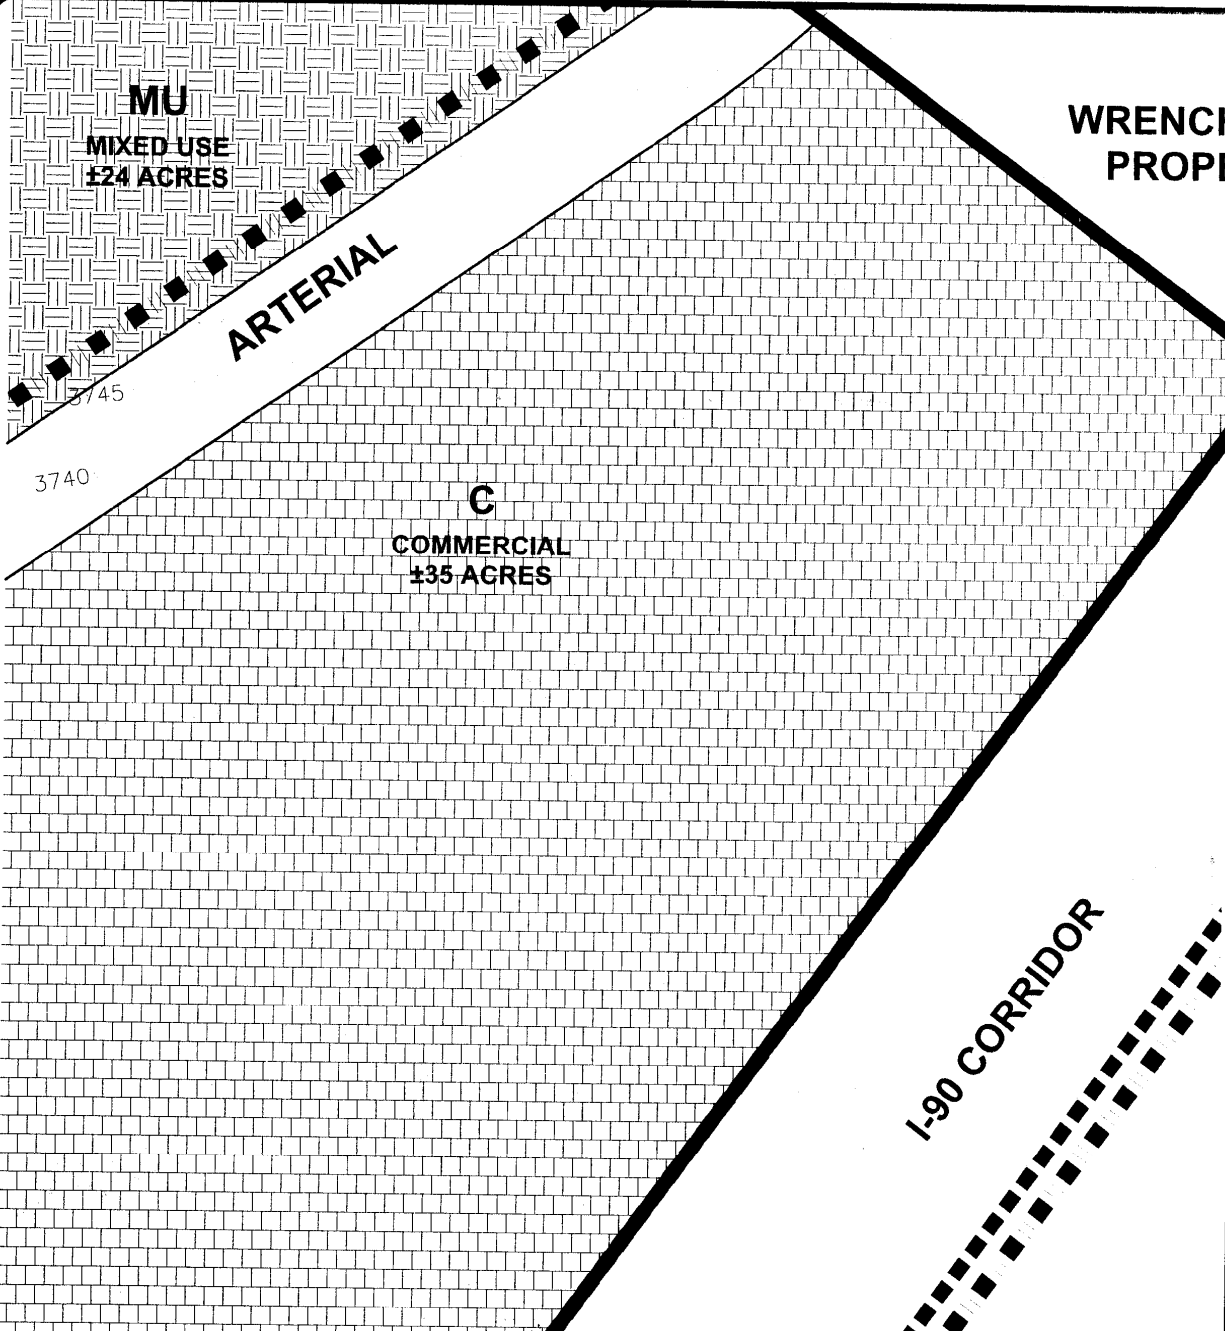 MU
MIXED USE
±24 ACRES
ARTERIAL
3745
3740
C
COMMERCIAL
±35 ACRES
I-90 CORRIDOR